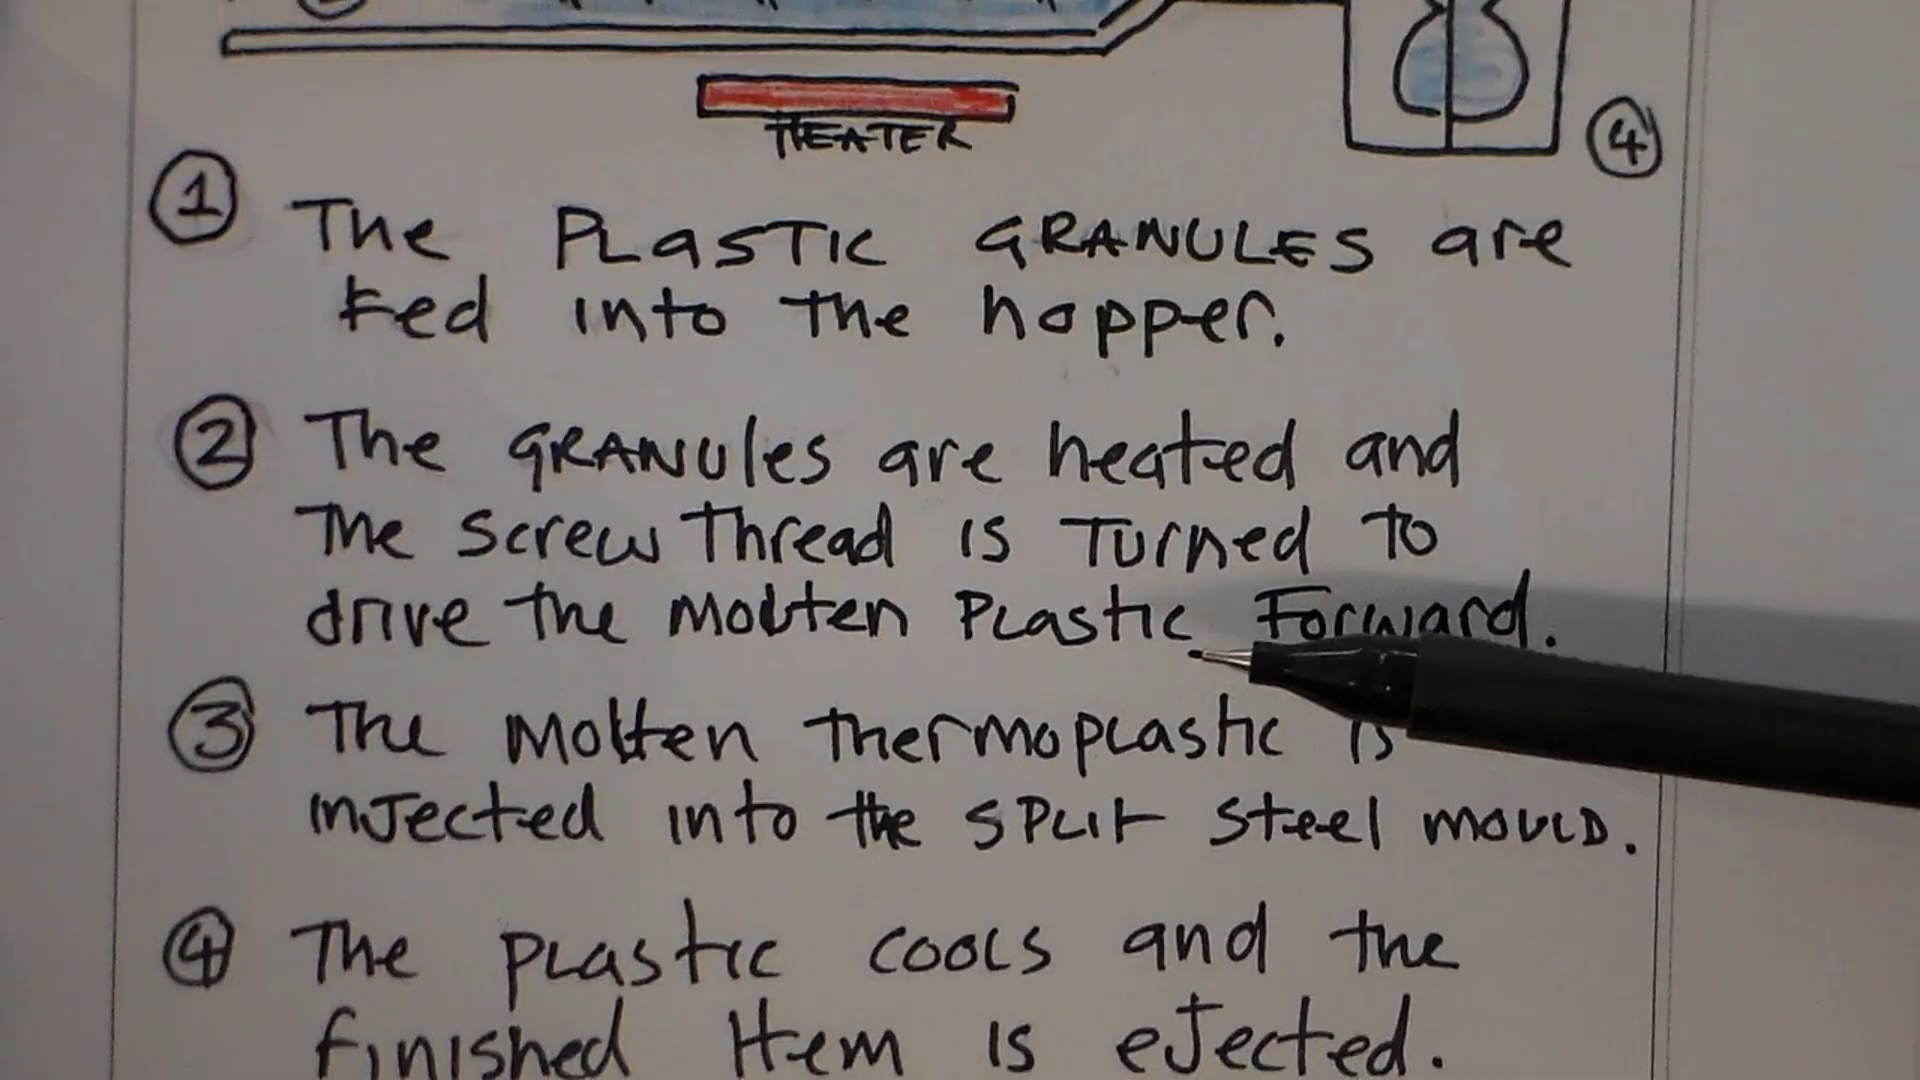 HEATER
4
1 The PLASTIC GRANULES are
fed into the hopper.
2 The GRANUles are heated and
The screw Thread is Turned to
drive the Molten Plastic Forward.
3 The Molten Thermoplastic is
injected into the split steel mould.
4 The plastic cools and the
finished Item is ejected.